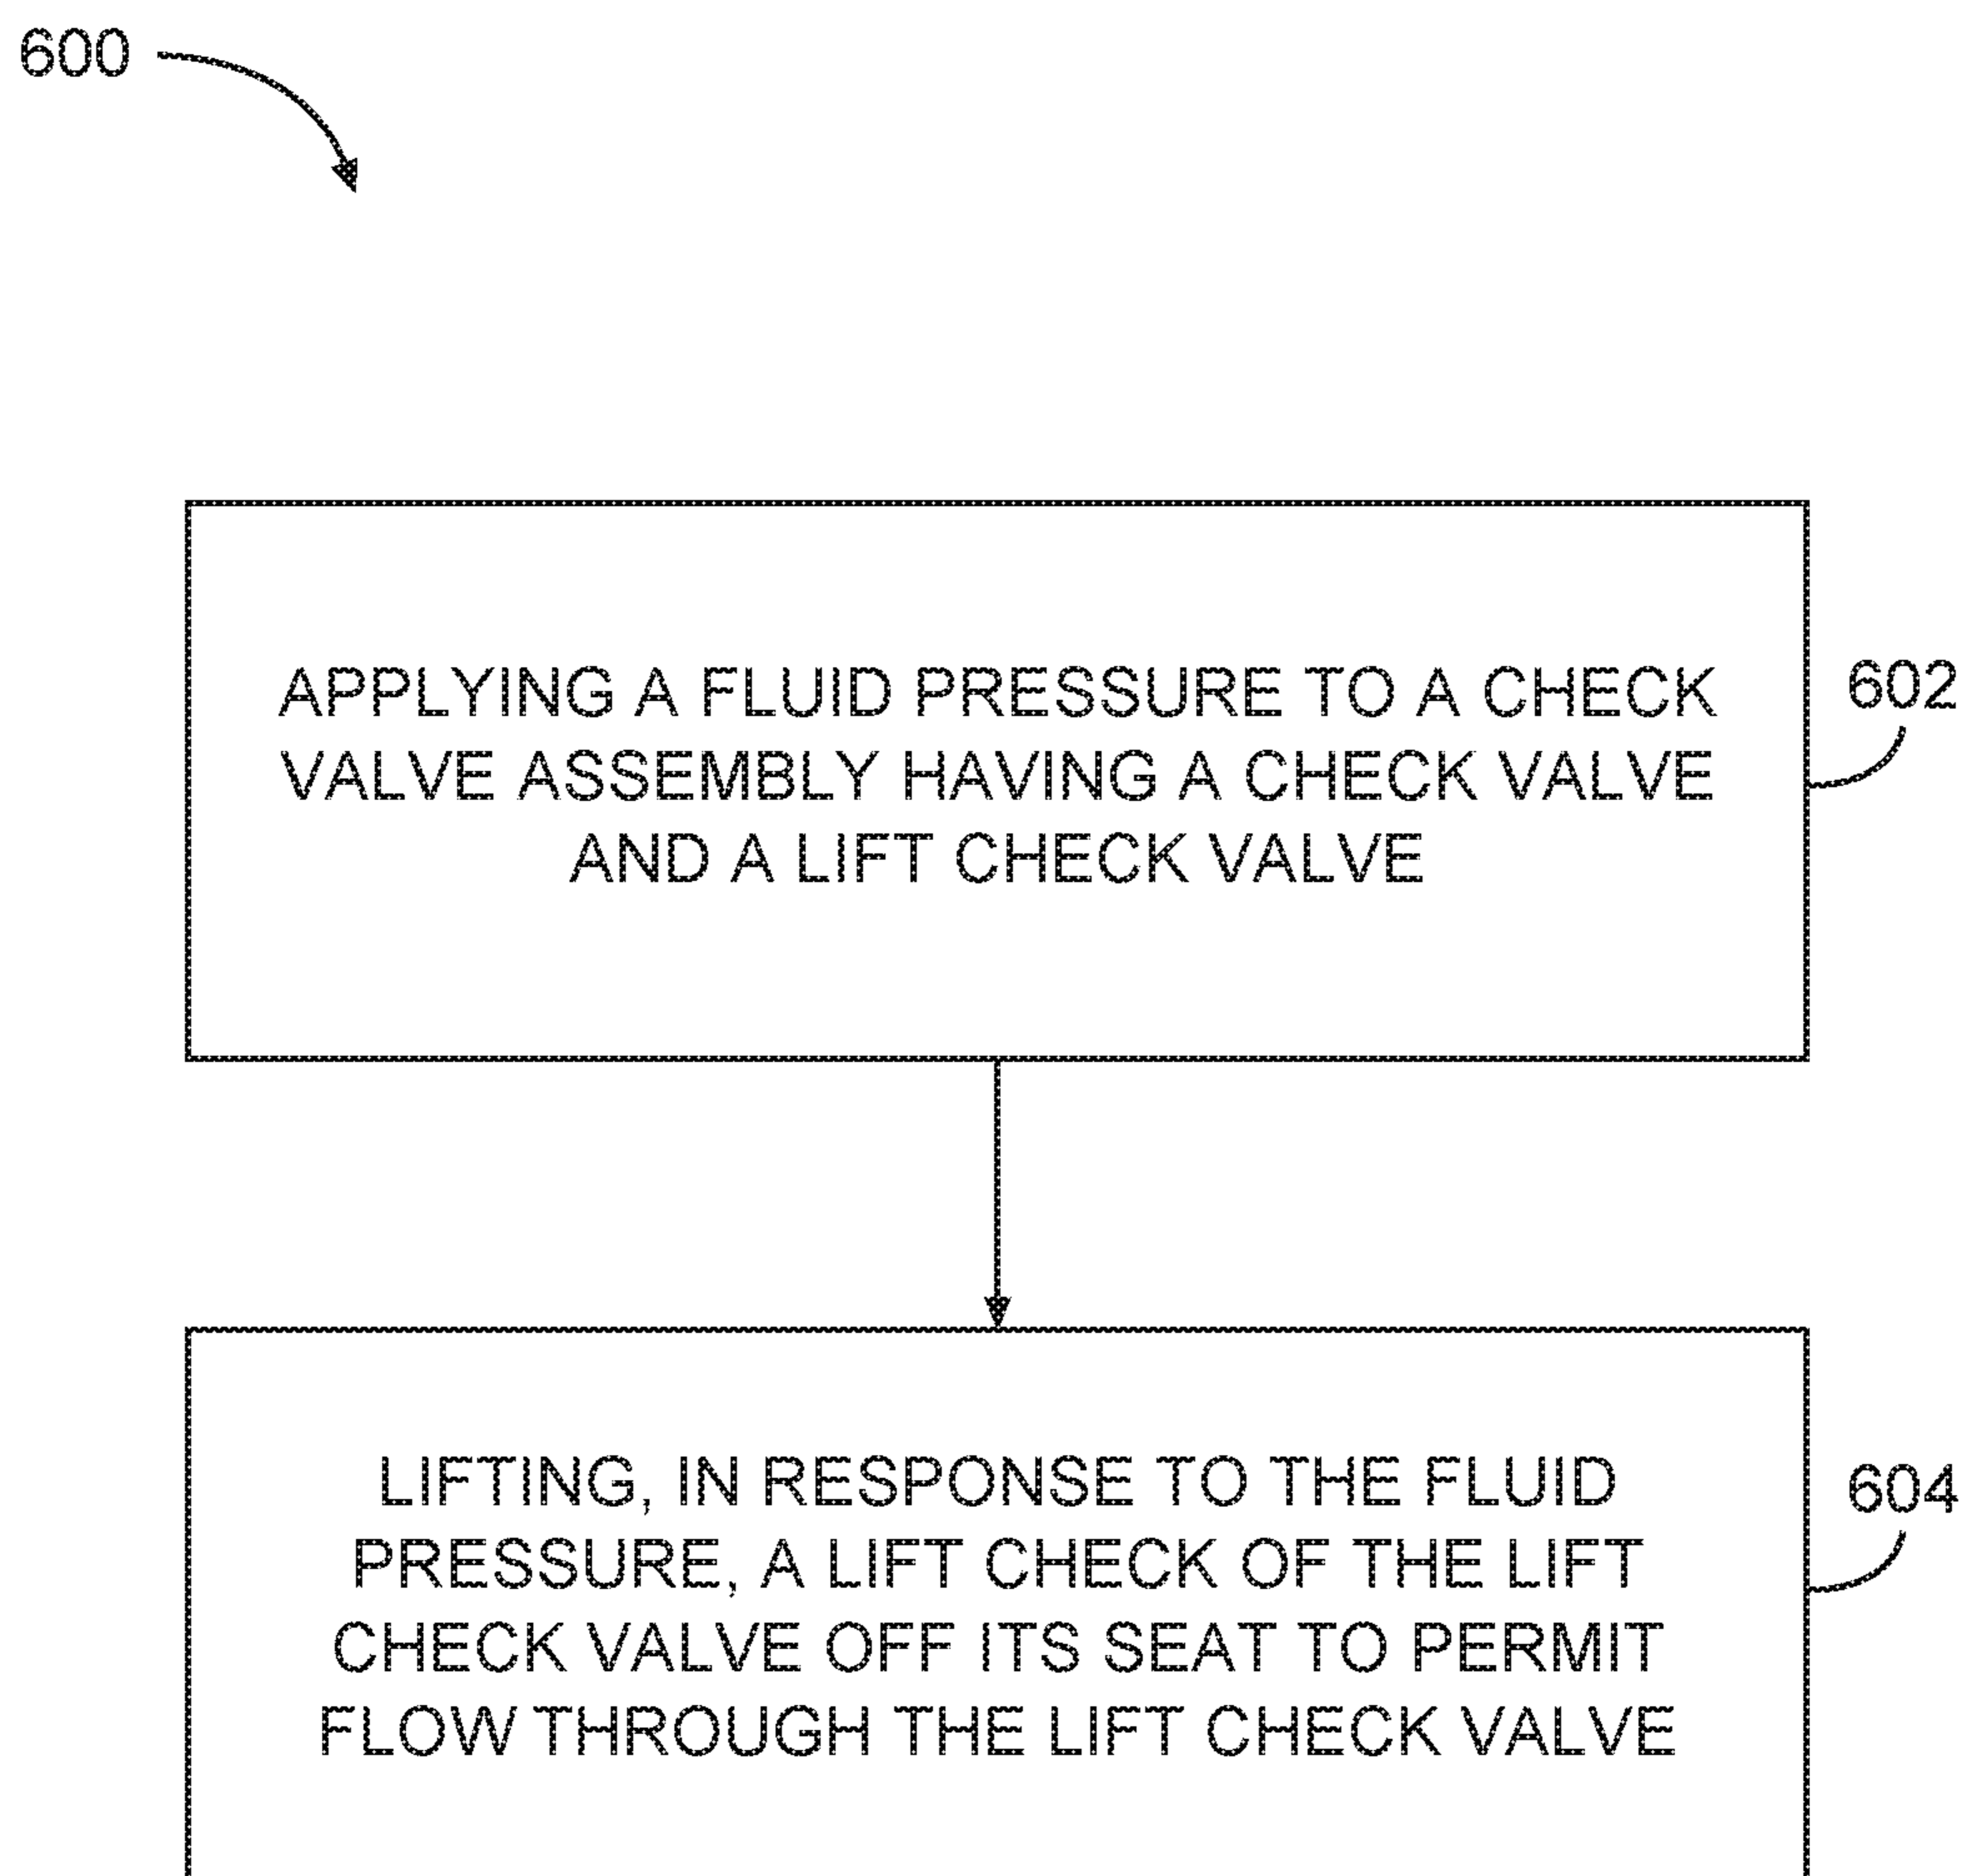 600
APPLYING A FLUID PRESSURE TO A CHECK
VALVE ASSEMBLY HAVING A CHECK VALVE
AND A LIFT CHECK VALVE
602
LIFTING, IN RESPONSE TO THE FLUID
PRESSURE, A LIFT CHECK OF THE LIFT
CHECK VALVE OFF ITS SEAT TO PERMIT
FLOW THROUGH THE LIFT CHECK VALVE
604